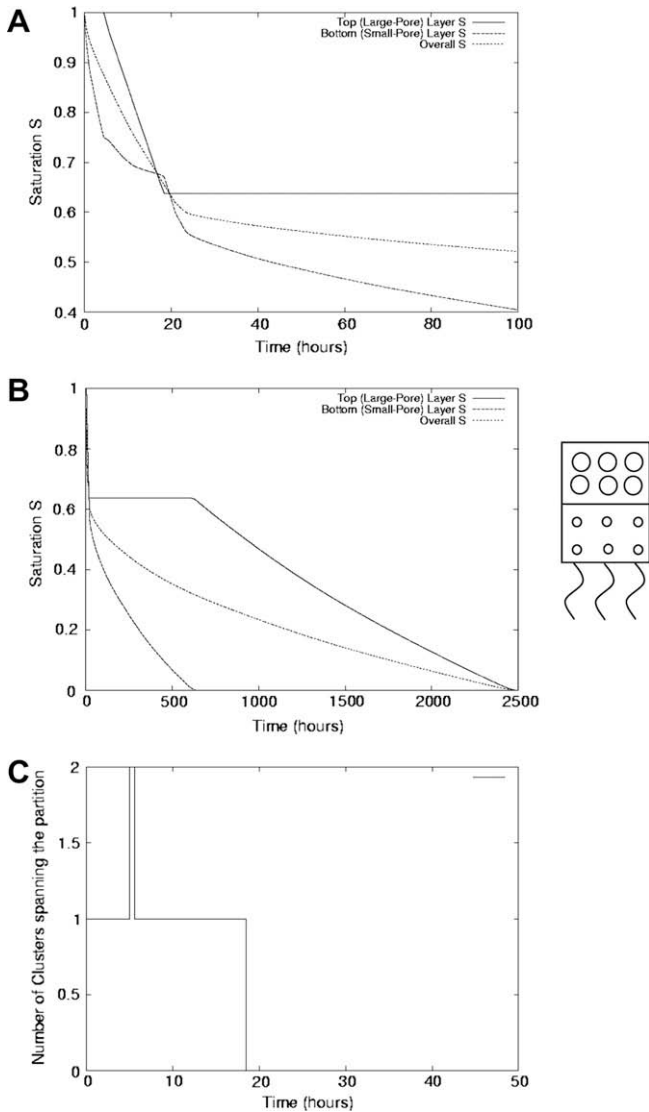 A
Top (Large-Pore) Layer S
Bottom (Small-Pore) Layer S
Overall S
1
0.9
0.8
0.7
0.6
0.5
0.4
Saturation S
0 20 40 60 80 100
Time (hours)
B
Top (Large-Pore) Layer S
Bottom (Small-Pore) Layer S
Overall S
1
0.8
0.6
0.4
0.2
0
Saturation S
0 500 1000 1500 2000 2500
Time (hours)
C
2
1.5
1
0.5
0
Number of Clusters spanning the partition
0 10 20 30 40 50
Time (hours)